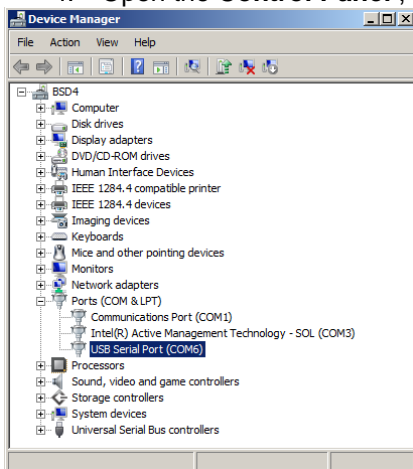 Open the Control Panel,
Device Manager
File Action View Help
BSD4
Computer
Disk drives
Display adapters
DVD/CD-ROM drives
Human Interface Devices
IEEE 1284.4 compatible printer
IEEE 1284.4 devices
Imaging devices
Keyboards
Mice and other pointing devices
Monitors
Network adapters
Ports (COM & LPT)
Communications Port (COM1)
Intel(R) Active Management Technology - SOL (COM3)
USB Serial Port (COM6)
Processors
Sound, video and game controllers
Storage controllers
System devices
Universal Serial Bus controllers